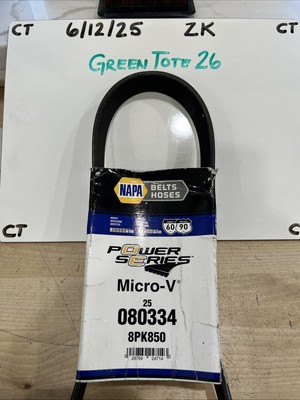 CT 6/12/25 ZK CT
GREEN TOTE 26
NAPA BELTS HOSES
60 90
POWER SERIES
Micro-V®
25
080334
8PK850
CT CT